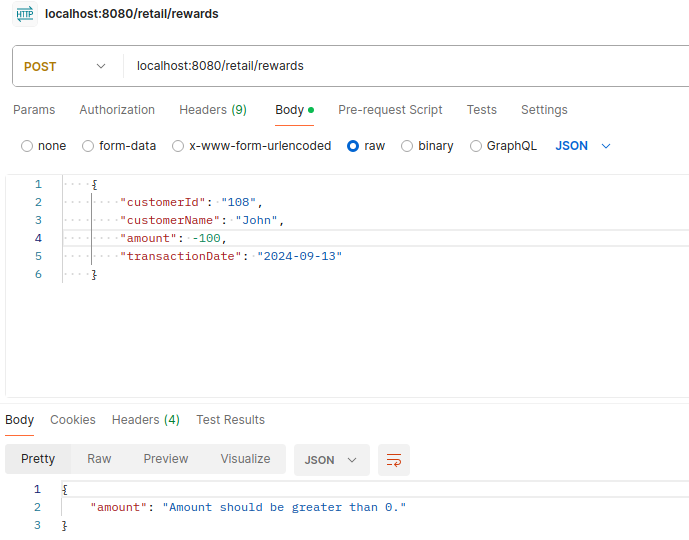 HTTP localhost:8080/retail/rewards
POST localhost:8080/retail/rewards
Params Authorization Headers (9) Body Pre-request Script Tests Settings
none form-data x-www-form-urlencoded raw binary GraphQL JSON
1 {
2 "customerId": "108",
3 "customerName": "John",
4 "amount": -100,
5 "transactionDate": "2024-09-13"
6 }
Body Cookies Headers (4) Test Results
Pretty Raw Preview Visualize JSON
1 {
2 "amount": "Amount should be greater than 0."
3 }